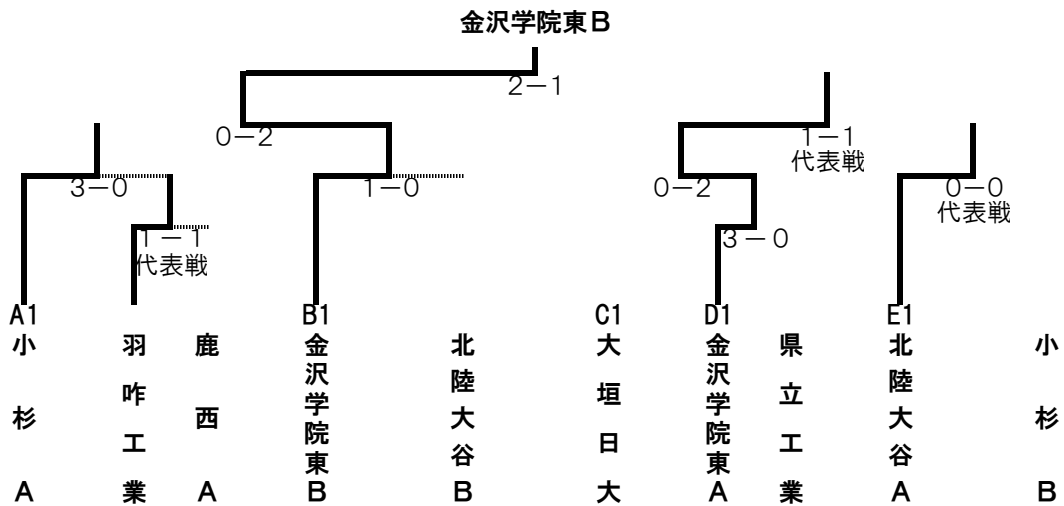 金沢学院東Ｂ
２－１
０－２
１－１
代表戦
３－０
１－０
０－２
０－０
代表戦
１－１
代表戦
３－０
A1
B1
C1
D1
E1
小杉Ａ
羽咋工業
鹿西Ａ
金沢学院東Ｂ
北陸大谷Ｂ
大垣日大
金沢学院東Ａ
県立工業
北陸大谷Ａ
小杉Ｂ